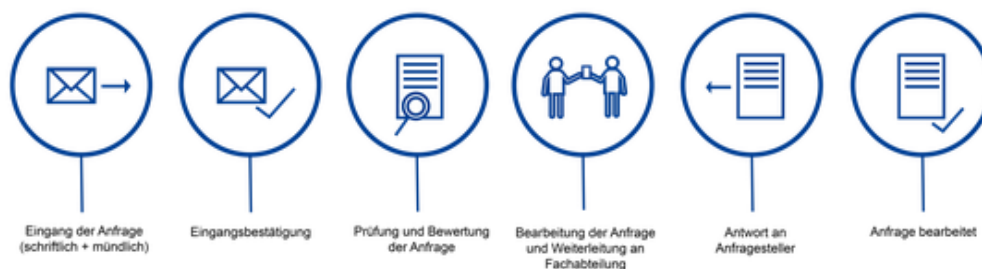 Eingang der Anfrage
(schriftlich + mündlich)
Eingangsbestätigung
Prüfung und Bewertung
der Anfrage
Bearbeitung der Anfrage
und Weiterleitung an
Fachabteilung
Antwort an
Anfragesteller
Anfrage bearbeitet